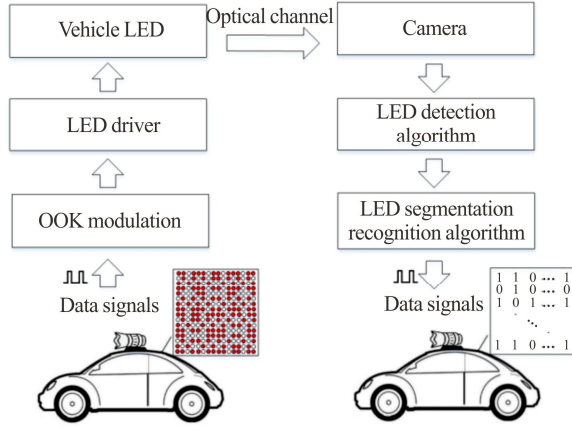 Vehicle LED
Optical channel
Camera
LED driver
LED detection
algorithm
OOK modulation
LED segmentation
recognition algorithm
Data signals
Data signals
1 1 0 ... 1
0 1 0 ... 0
1 0 1 ... 1
1 1 0 ... 1